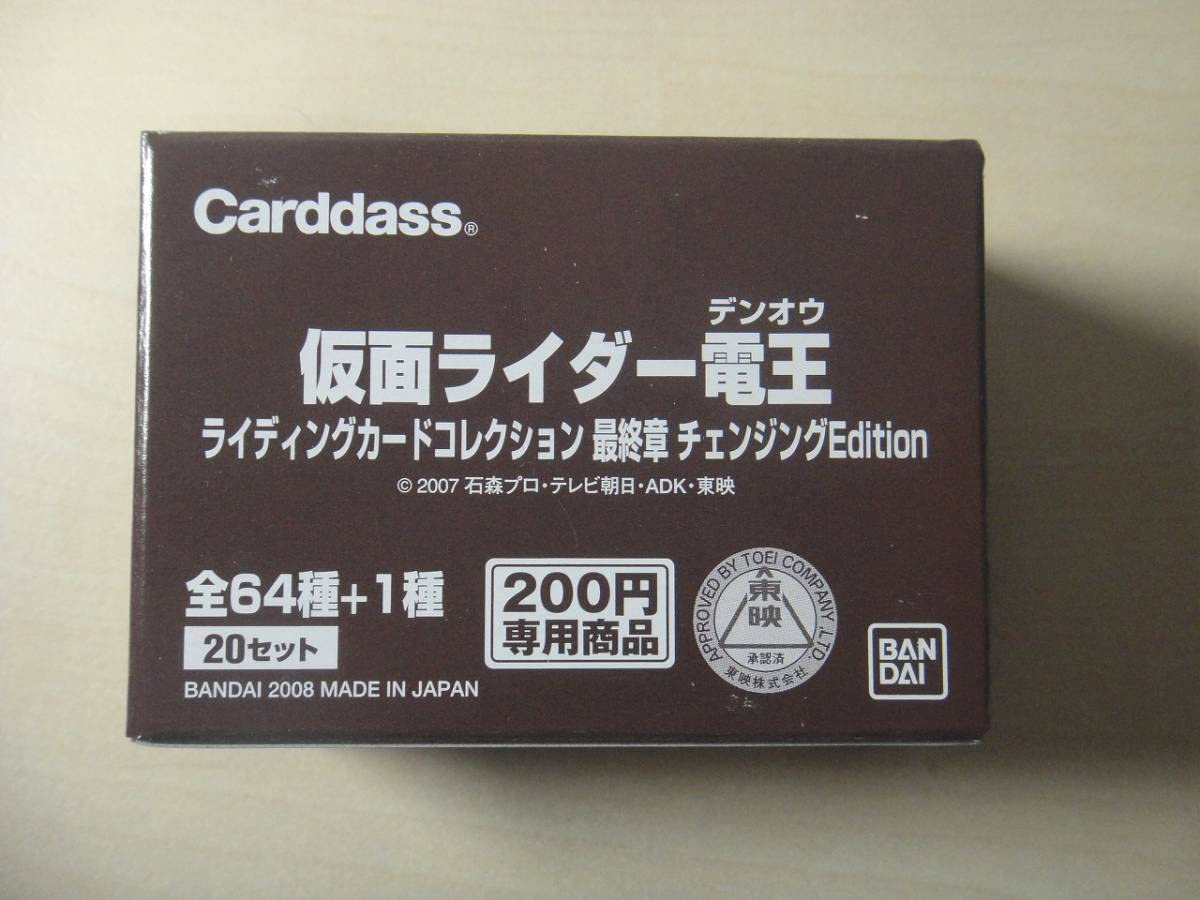 Carddass®
デンオウ
仮面ライダー電王
ライディングカードコレクション 最終章 チェンジングEdition
© 2007 石森プロ・テレビ朝日・ADK・東映
全64種+1種
20セット
BANDAI 2008 MADE IN JAPAN
200円
専用商品
APPROVED BY TOEI COMPANY, LTD.
東映
承認済
東映株式会社
BAN
DAI